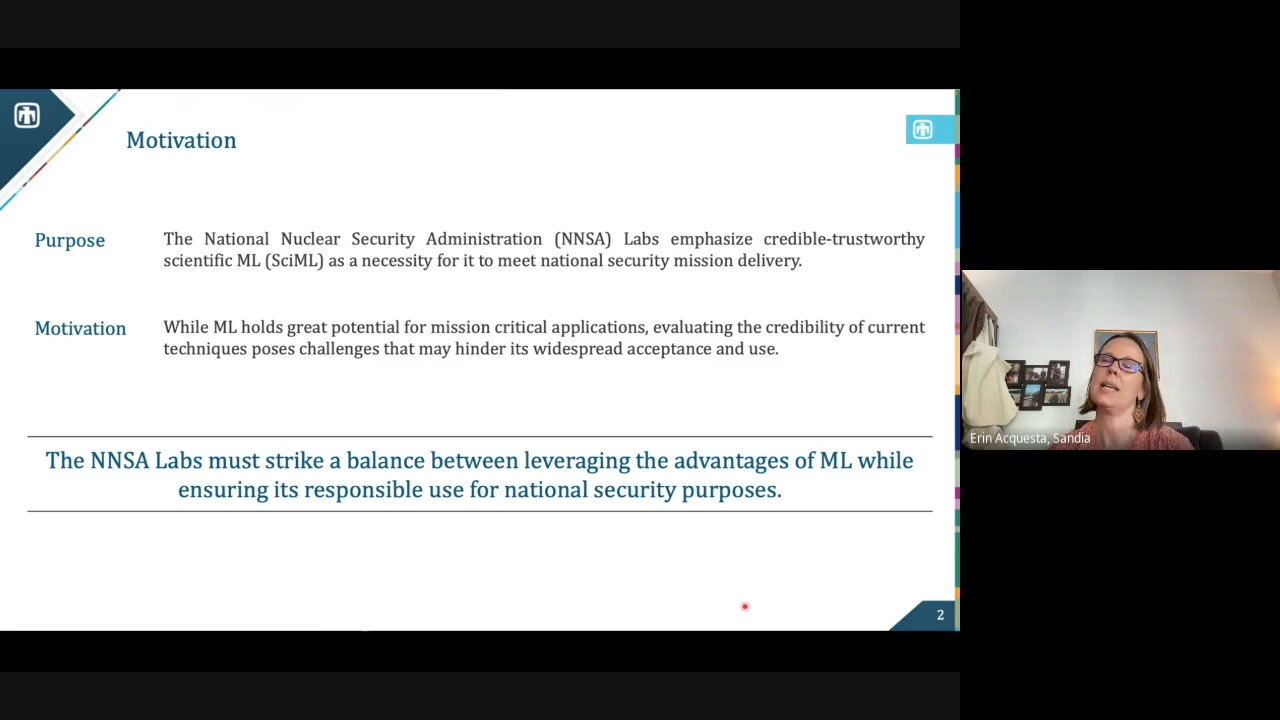 Motivation
Purpose
The National Nuclear Security Administration (NNSA) Labs emphasize credible-trustworthy
scientific ML (SciML) as a necessity for it to meet national security mission delivery.
Motivation
While ML holds great potential for mission critical applications, evaluating the credibility of current
techniques poses challenges that may hinder its widespread acceptance and use.
The NNSA Labs must strike a balance between leveraging the advantages of ML while
ensuring its responsible use for national security purposes.
2
Erin Acquesta, Sandia